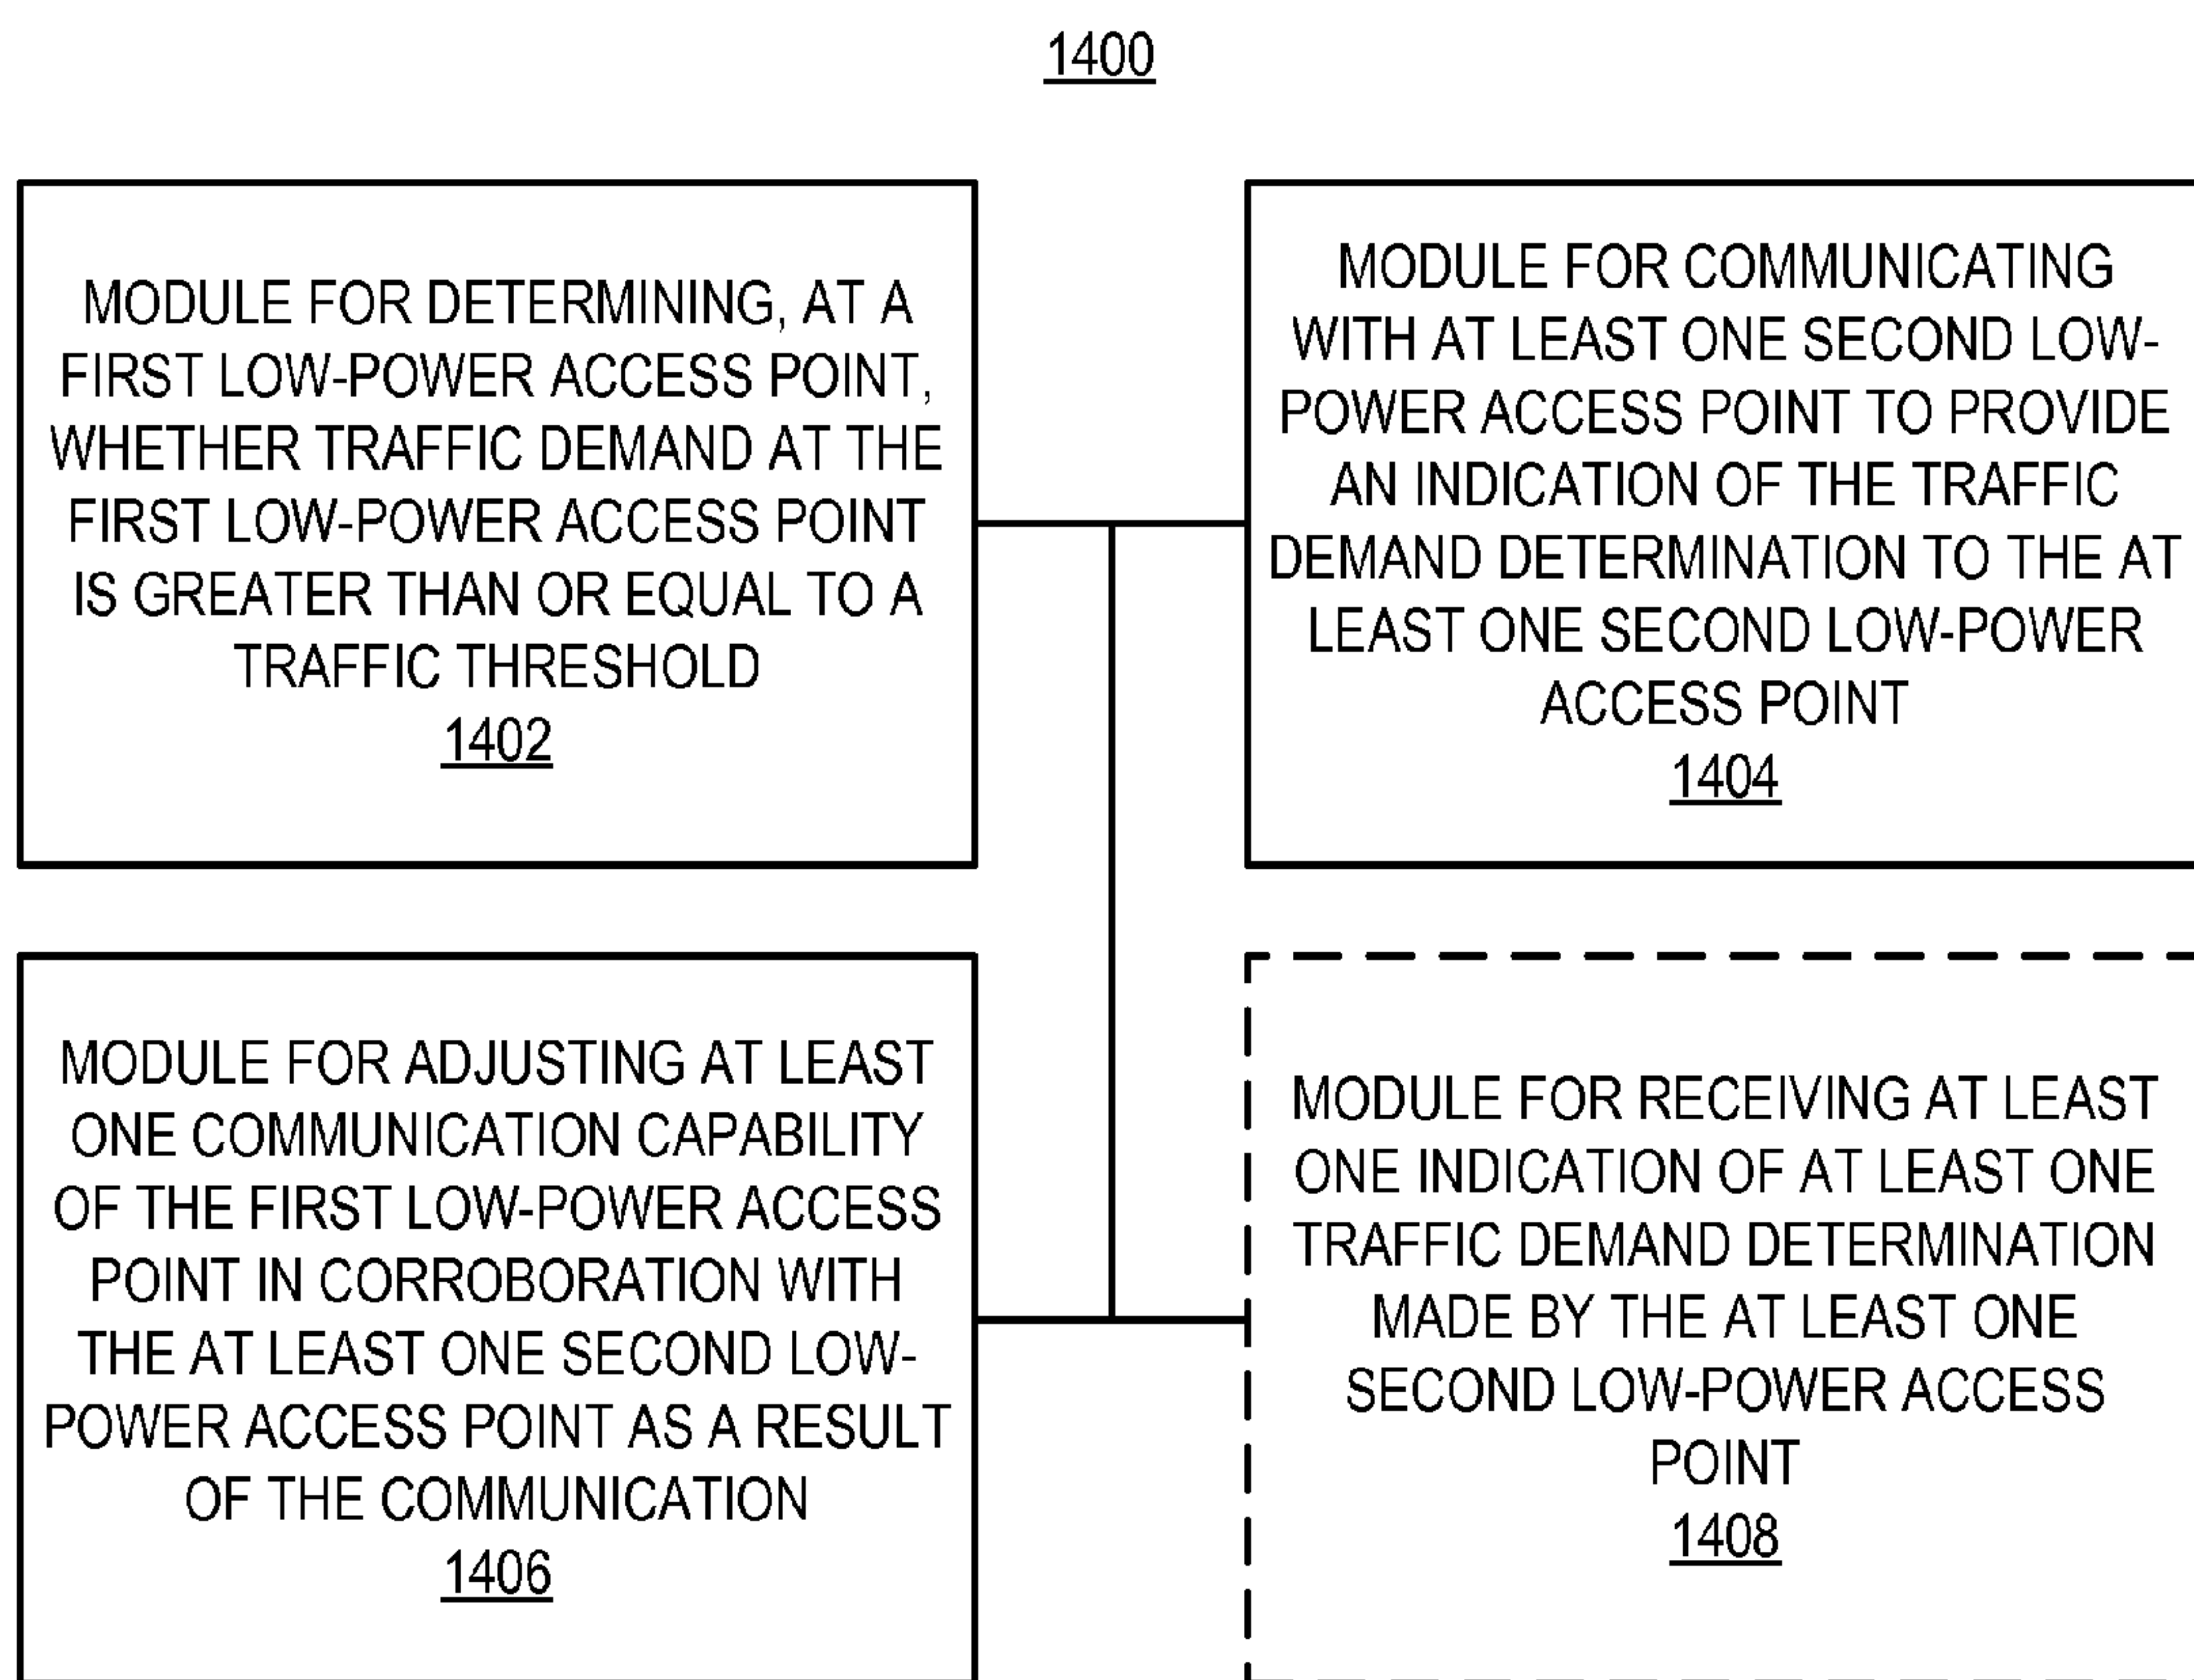 1400
MODULE FOR DETERMINING, AT A
FIRST LOW-POWER ACCESS POINT,
WHETHER TRAFFIC DEMAND AT THE
FIRST LOW-POWER ACCESS POINT
IS GREATER THAN OR EQUAL TO A
TRAFFIC THRESHOLD
1402
MODULE FOR COMMUNICATING
WITH AT LEAST ONE SECOND LOW-
POWER ACCESS POINT TO PROVIDE
AN INDICATION OF THE TRAFFIC
DEMAND DETERMINATION TO THE AT
LEAST ONE SECOND LOW-POWER
ACCESS POINT
1404
MODULE FOR ADJUSTING AT LEAST
ONE COMMUNICATION CAPABILITY
OF THE FIRST LOW-POWER ACCESS
POINT IN CORROBORATION WITH
THE AT LEAST ONE SECOND LOW-
POWER ACCESS POINT AS A RESULT
OF THE COMMUNICATION
1406
MODULE FOR RECEIVING AT LEAST
ONE INDICATION OF AT LEAST ONE
TRAFFIC DEMAND DETERMINATION
MADE BY THE AT LEAST ONE
SECOND LOW-POWER ACCESS
POINT
1408